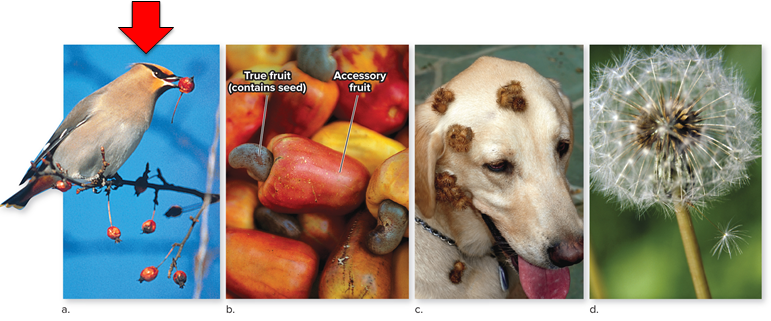 True fruit
(contains seed)
Accessory
fruit
a.
b.
c.
d.